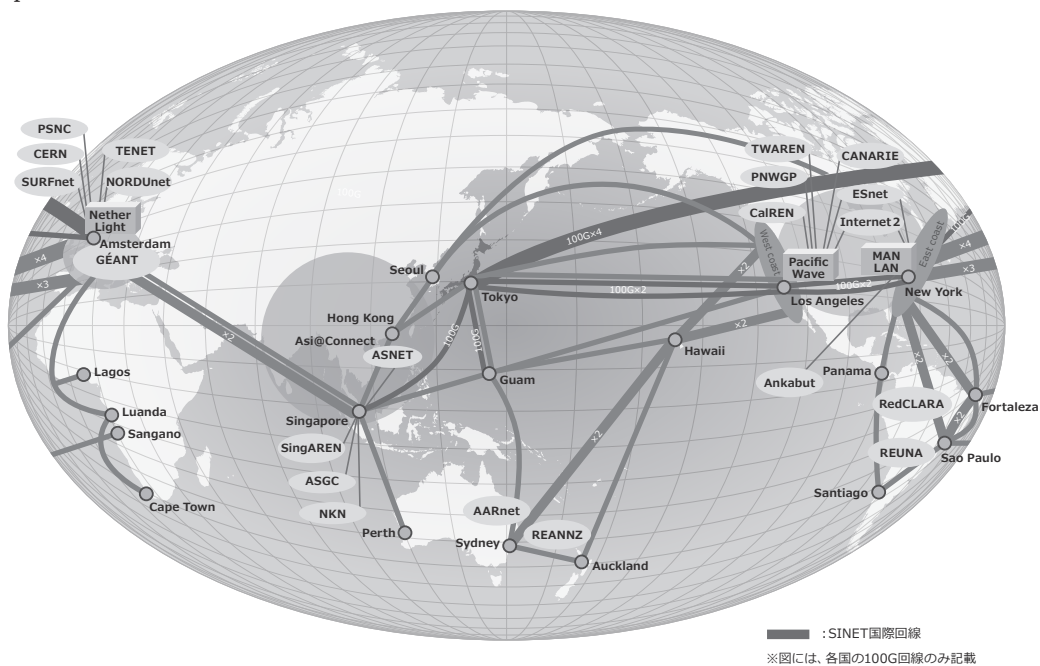 PSNC
CERN
TENET
SURFnet
NORDUnet
Nether
Light
Amsterdam
GÉANT
×4
×3
×2
100G
TWAREN
CANARIE
PNWGP
ESnet
CalREN
Internet2
West coast
East coast
Pacific
Wave
MAN
LAN
100G
×4
×3
100G×4
×2
100G×2
100G×2
Seoul
Tokyo
Los Angeles
New York
Hong Kong
Asi@Connect
ASNET
100G
100G
×2
Hawaii
Guam
Ankabut
Panama
×2
×2
RedCLARA
Fortaleza
×2
REUNA
Sao Paulo
Santiago
Lagos
Luanda
Sangano
Cape Town
Singapore
SingAREN
ASGC
NKN
×2
Perth
AARnet
Sydney
REANNZ
Auckland
:SINET国際回線
※図には、各国の100G回線のみ記載